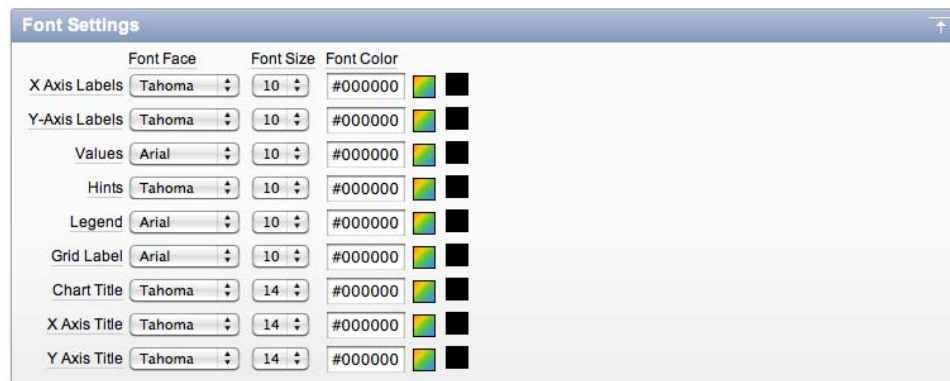 Font Settings
Font Face Font Size Font Color
X Axis Labels Tahoma 10 #000000
Y-Axis Labels Tahoma 10 #000000
Values Arial 10 #000000
Hints Tahoma 10 #000000
Legend Arial 10 #000000
Grid Label Arial 10 #000000
Chart Title Tahoma 14 #000000
X Axis Title Tahoma 14 #000000
Y Axis Title Tahoma 14 #000000